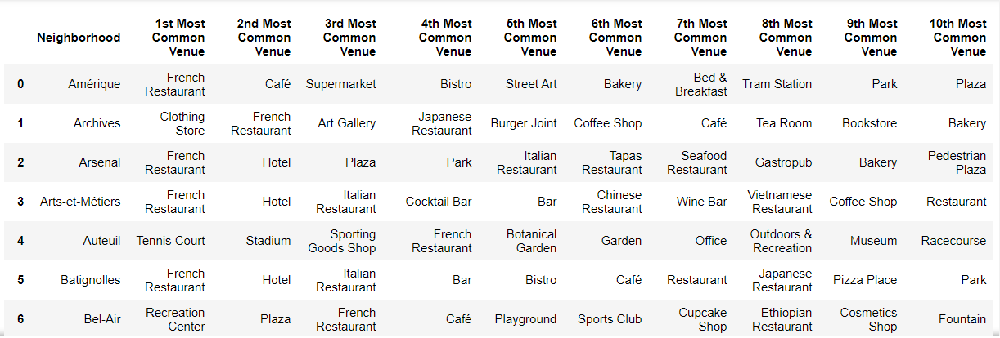 Neighborhood 1st Most Common Venue 2nd Most Common Venue 3rd Most Common Venue 4th Most Common Venue 5th Most Common Venue 6th Most Common Venue 7th Most Common Venue 8th Most Common Venue 9th Most Common Venue 10th Most Common Venue
0 Amérique French Restaurant Café Supermarket Bistro Street Art Bakery Bed & Breakfast Tram Station Park Plaza
1 Archives Clothing Store French Restaurant Art Gallery Japanese Restaurant Burger Joint Coffee Shop Café Tea Room Bookstore Bakery
2 Arsenal French Restaurant Hotel Plaza Park Italian Restaurant Tapas Restaurant Seafood Restaurant Gastropub Bakery Pedestrian Plaza
3 Arts-et-Métiers French Restaurant Hotel Italian Restaurant Cocktail Bar Bar Chinese Restaurant Wine Bar Vietnamese Restaurant Coffee Shop Restaurant
4 Auteuil Tennis Court Stadium Sporting Goods Shop French Restaurant Botanical Garden Garden Office Outdoors & Recreation Museum Racecourse
5 Batignolles French Restaurant Hotel Italian Restaurant Bar Bistro Café Restaurant Japanese Restaurant Pizza Place Park
6 Bel-Air Recreation Center Plaza French Restaurant Café Playground Sports Club Cupcake Shop Ethiopian Restaurant Cosmetics Shop Fountain